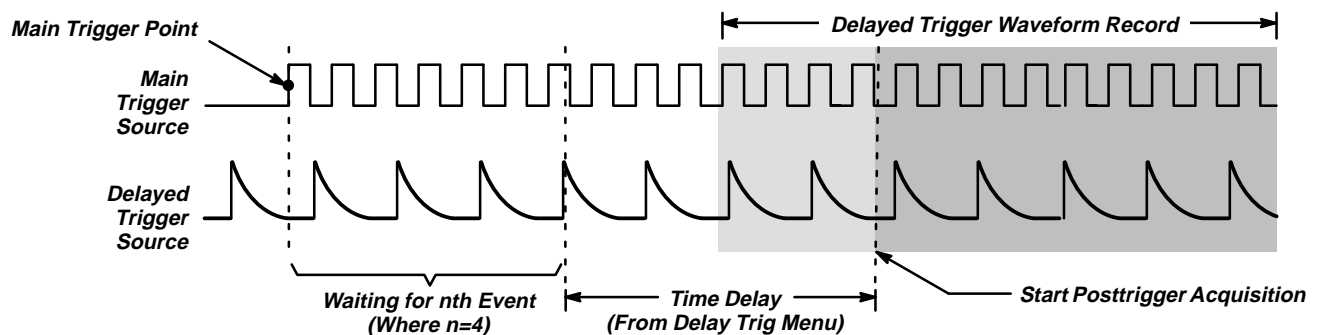 Delayed Trigger Waveform Record
Main Trigger Point
Main
Trigger
Source
Delayed
Trigger
Source
Waiting for nth Event
(Where n=4)
Time Delay
(From Delay Trig Menu)
Start Posttrigger Acquisition